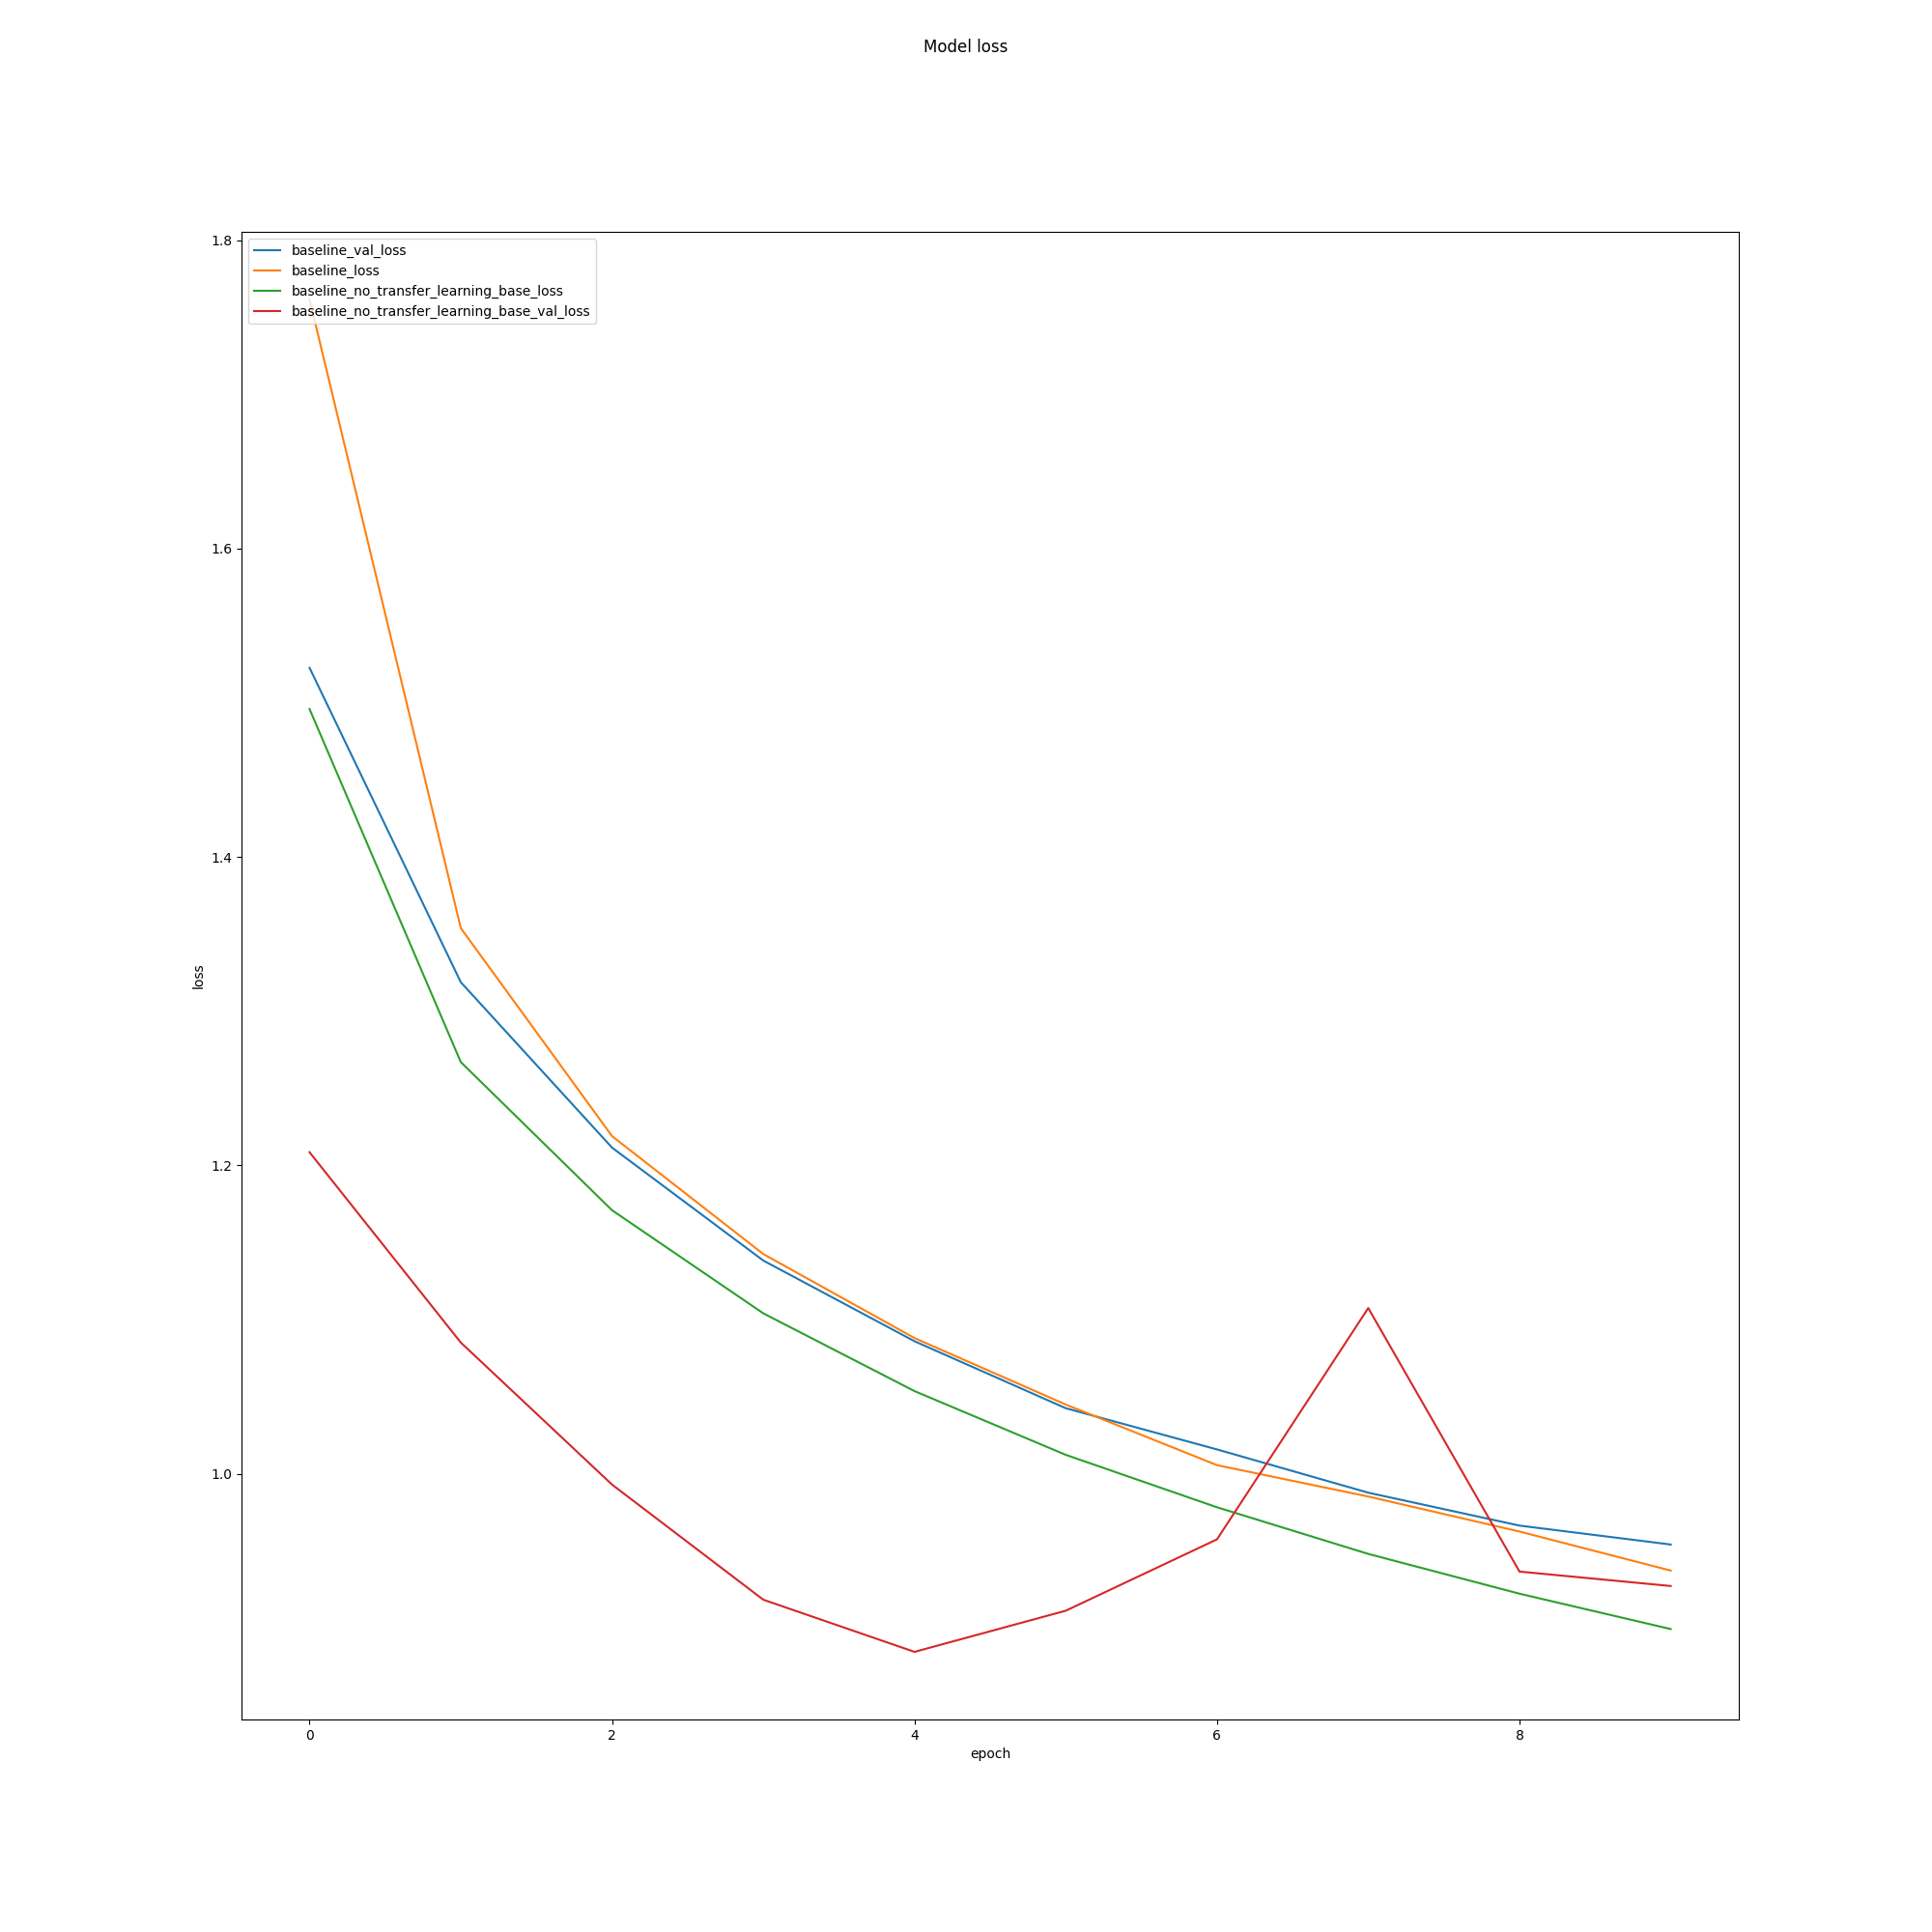 Model loss
baseline_val_loss
baseline_loss
baseline_no_transfer_learning_base_loss
baseline_no_transfer_learning_base_val_loss
1.8
1.6
1.4
1.2
1.0
loss
0 2 4 6 8
epoch